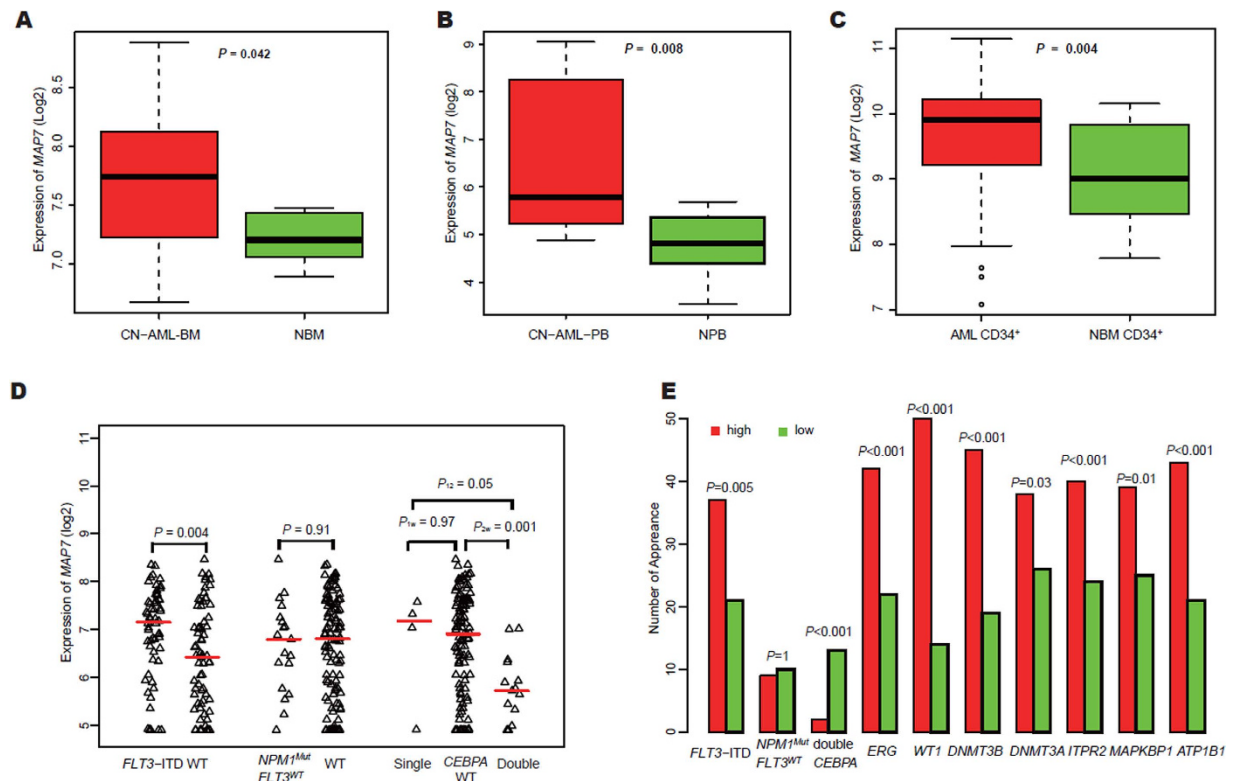 A
P = 0.042
Expression of MAP7 (Log2)
8.5
8.0
7.5
7.0
CN-AML-BM NBM
B
P = 0.008
Expression of MAP7 (log2)
9
8
7
6
5
4
CN-AML-PB NPB
C
P = 0.004
Expression of MAP7 (log2)
11
10
9
8
7
AML CD34+ NBM CD34+
D
Expression of MAP7 (log2)
11
10
9
8
7
6
5
P = 0.004
P = 0.91
P12 = 0.05
P1w = 0.97
P2w = 0.001
FLT3-ITD WT
NPM1Mut
FLT3WT
WT
Single
CEBPA
WT
Double
E
high low
Number of Apprerance
50
40
30
20
10
0
P=0.005
P=1
P<0.001
P<0.001
P<0.001
P<0.001
P=0.03
P<0.001
P=0.01
P<0.001
FLT3-ITD
NPM1Mut
FLT3WT
double
CEBPA
ERG
WT1
DNMT3B
DNMT3A
ITPR2
MAPKBP1
ATP1B1